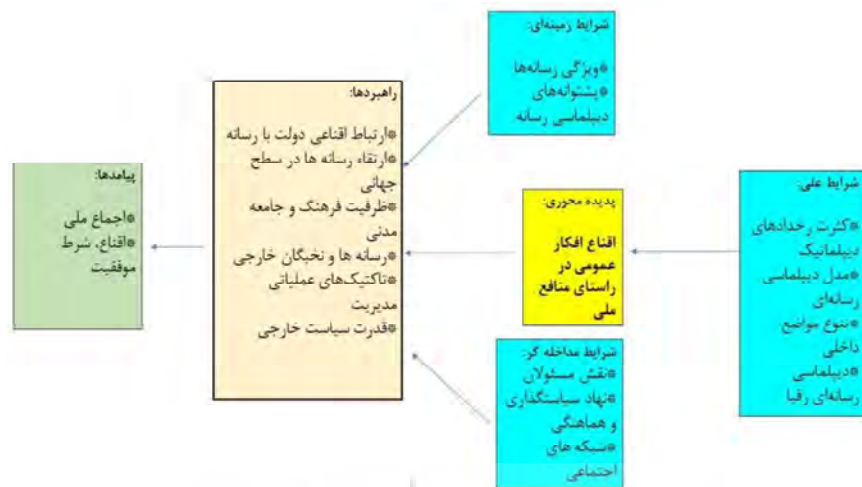 شرایط زمینه‌ای:
*ویژگی رسانه‌ها
*پشتوانه‌های
دیپلماسی رسانه
شرایط علی:
*کثرت رخدادهای
دیپلماتیک
*مدل دیپلماسی
رسانه‌ای
*تنوع مواضع
داخلی
*دیپلماسی
رسانه‌ای رقبا
پدیده محوری:
اقناع افکار
عمومی در
راستای منافع
ملی
شرایط مداخله گر:
*نقش مسئولان
*نهاد سیاستگذاری
و هماهنگی
*شبکه های
اجتماعی
راهبردها:
*ارتباط اقناعی دولت با رسانه
*ارتقاء رسانه ها در سطح
جهانی
*ظرفیت فرهنگ و جامعه
مدنی
*رسانه ها و نخبگان خارجی
*تاکتیک‌های عملیاتی
مدیریت
*قدرت سیاست خارجی
پیامدها:
*اجماع ملی
*اقناع، شرط
موفقیت